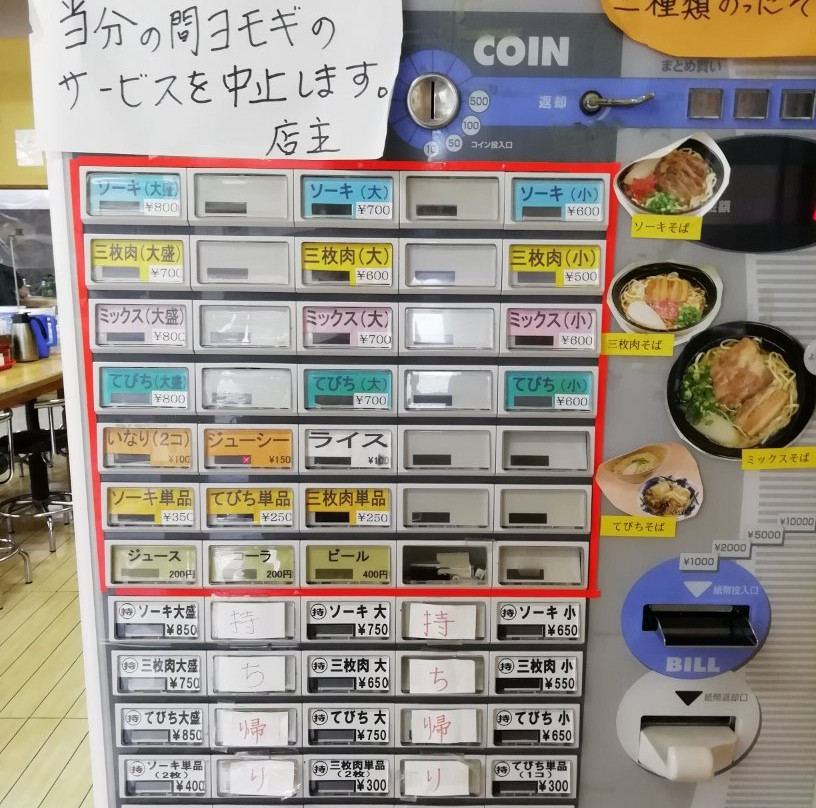 当分の間ヨモギの
サービスを中止します。
店主
COIN
まとめ買い
返却
500
100
50
10
コイン投入口
ソーキ(大盛) ¥800
ソーキ(大) ¥700
ソーキ(小) ¥600
三枚肉(大盛) ¥700
三枚肉(大) ¥600
三枚肉(小) ¥500
ミックス(大盛) ¥800
ミックス(大) ¥700
ミックス(小) ¥600
てびち(大盛) ¥800
てびち(大) ¥700
てびち(小) ¥600
いなり(2コ) ¥100
ジューシー ¥150
ライス ¥100
ソーキ単品 ¥350
てびち単品 ¥250
三枚肉単品 ¥250
ジュース 200円
コーラ 200円
ビール 400円
持 ソーキ大盛 ¥850
持
持 ソーキ 大 ¥750
持
持 ソーキ 小 ¥650
持 三枚肉大盛 ¥750
ち
持 三枚肉 大 ¥650
ち
持 三枚肉 小 ¥550
持 てびち大盛 ¥850
帰
持 てびち 大 ¥750
帰
持 てびち 小 ¥650
持 ソーキ単品 (2枚) ¥400
り
持 三枚肉単品 (2枚) ¥300
り
持 てびち単品 (1コ) ¥300
ソーキそば
三枚肉そば
ミックスそば
てびちそば
¥10000
¥5000
¥2000
¥1000
紙幣投入口
BILL
紙幣返却口